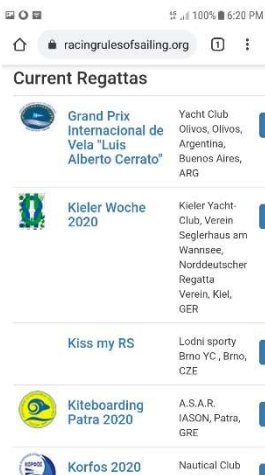 100% 6:20 PM
racingrulesofsailing.org 1
Current Regattas
Grand Prix
Internacional de
Vela "Luis
Alberto Cerrato"
Yacht Club
Olivos, Olivos,
Argentina,
Buenos Aires,
ARG
Kieler Woche
2020
Kieler Yacht-
Club, Verein
Seglerhaus am
Wannsee,
Norddeutscher
Regatta
Verein, Kiel,
GER
Kiss my RS
Lodni sporty
Brno YC , Brno,
CZE
Kiteboarding
Patra 2020
A.S.A.R.
IASON, Patra,
GRE
Korfos 2020
Nautical Club